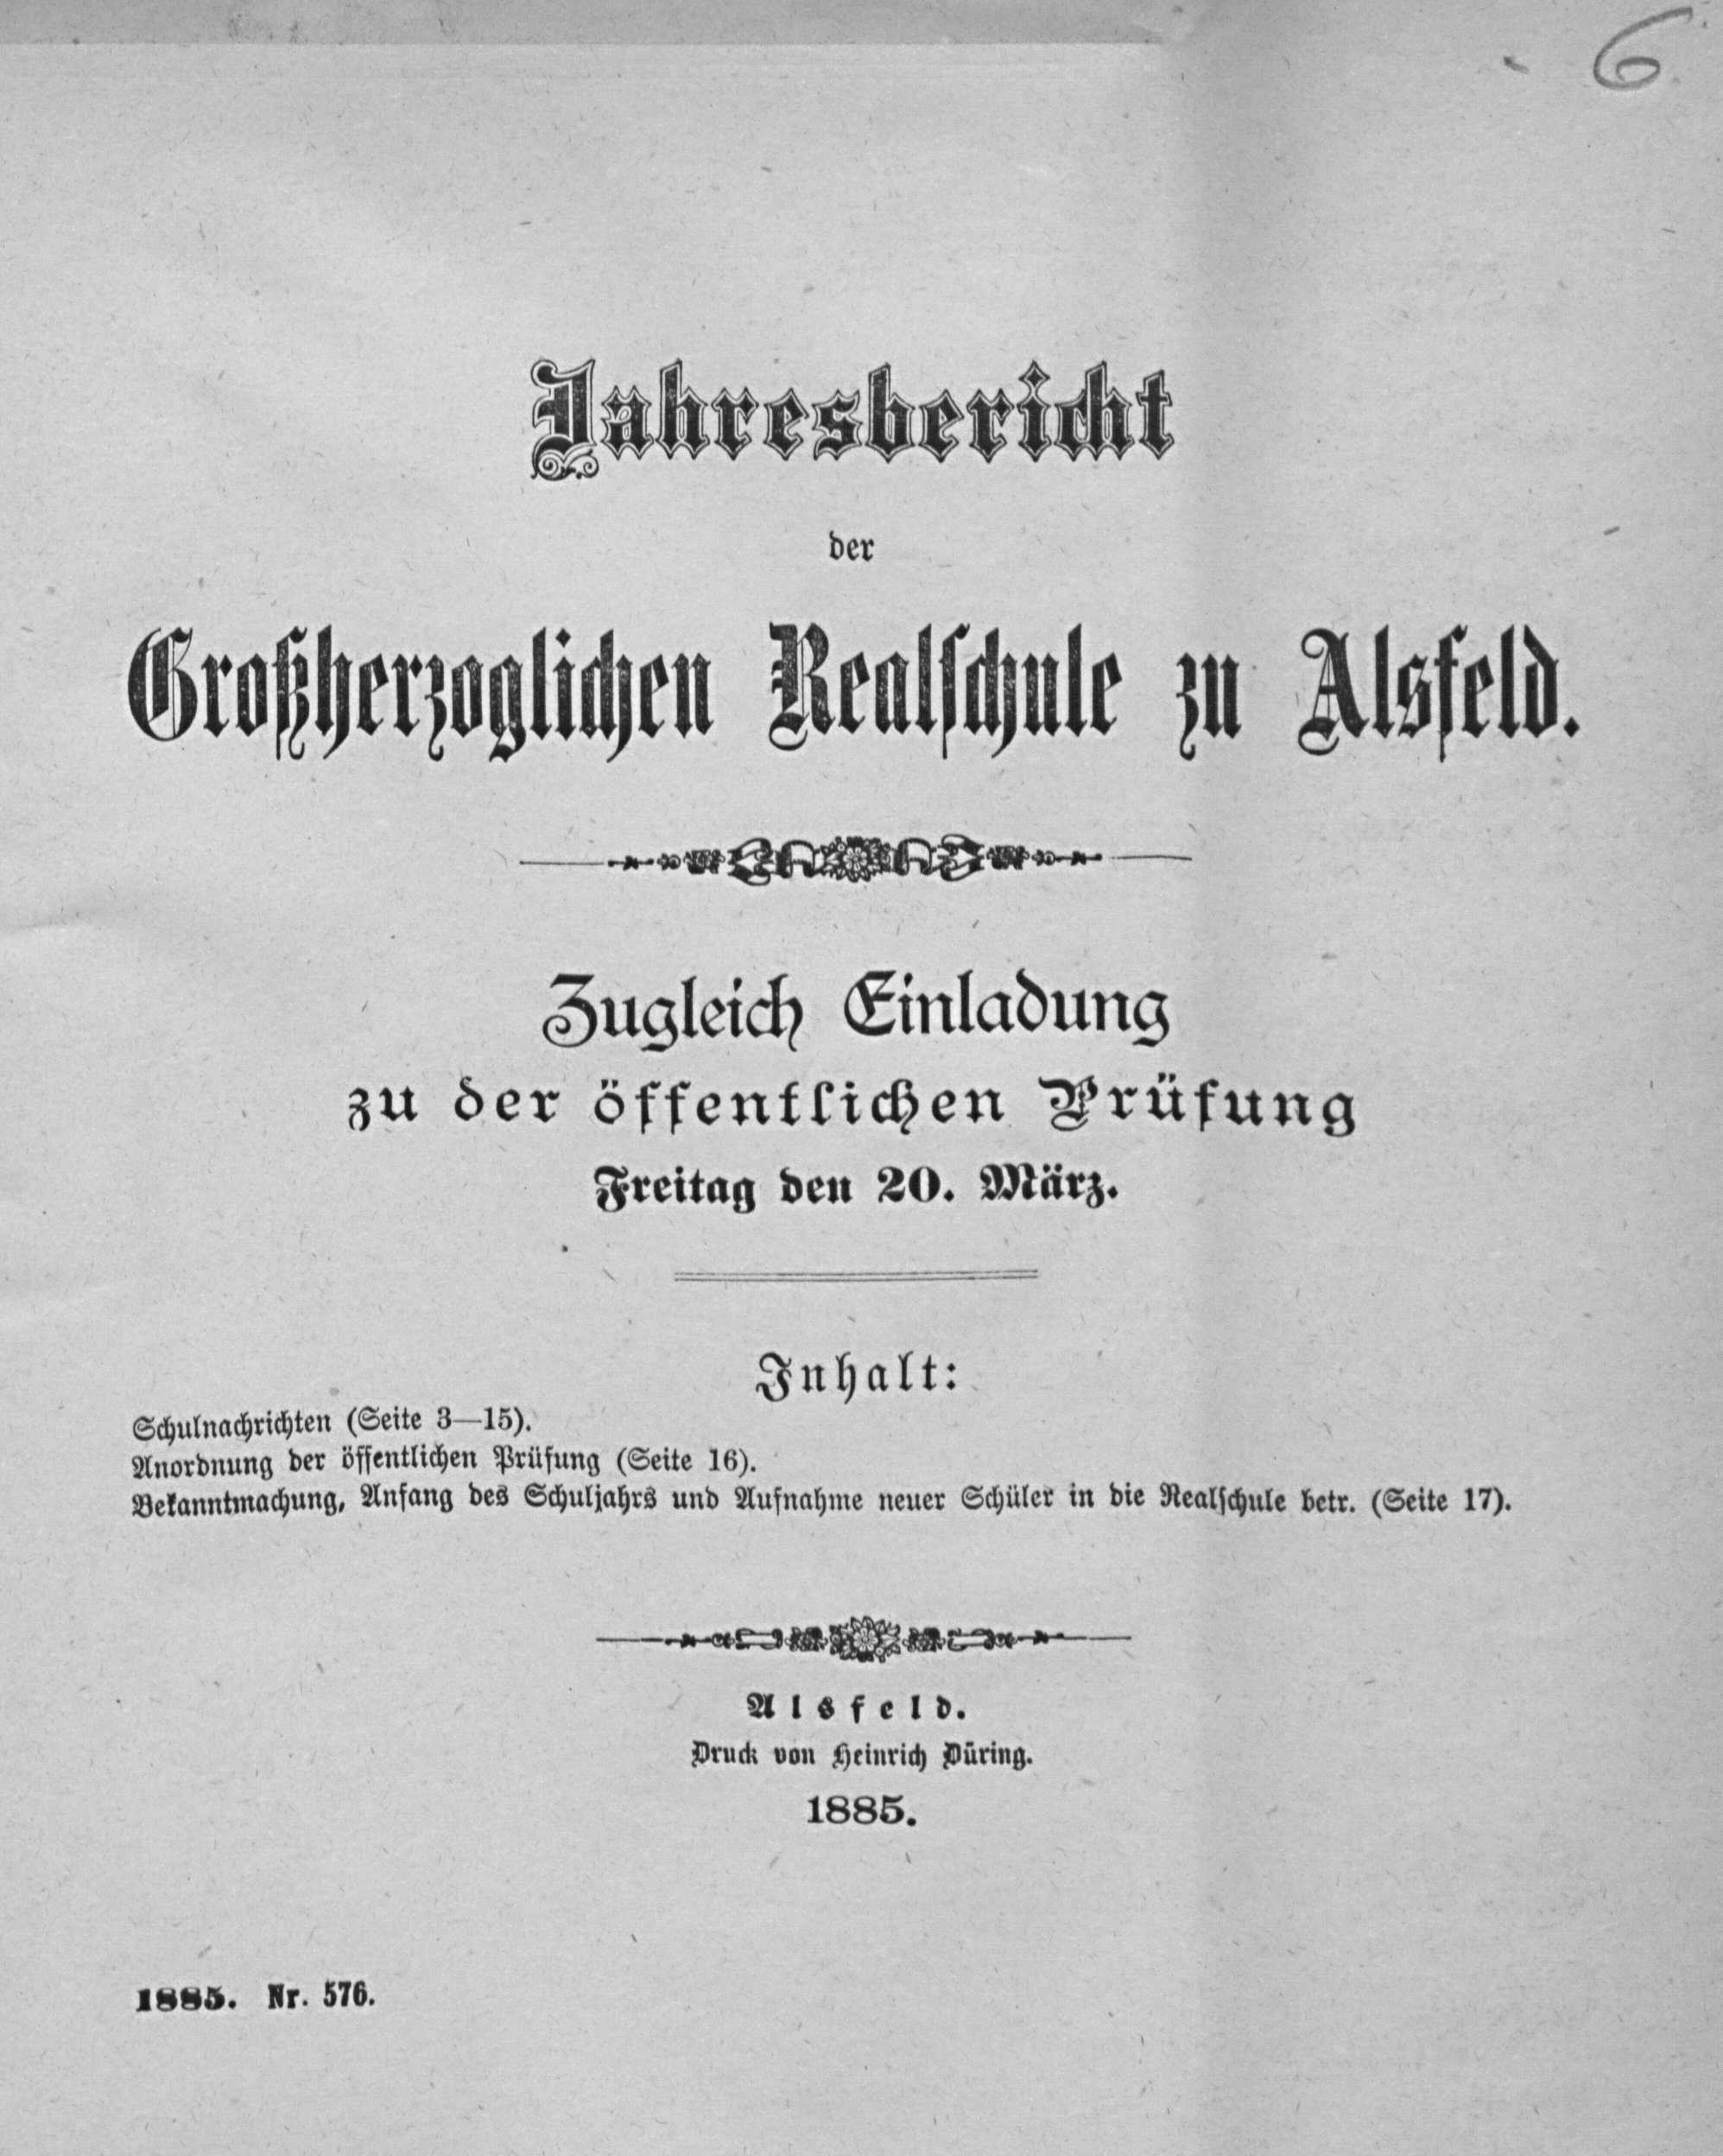 6
Jahresbericht
der
Großherzoglichen Realschule zu Alsfeld.
Zugleich Einladung
zu der öffentlichen Prüfung
Freitag den 20. März.
Inhalt:
Schulnachrichten (Seite 3—15).
Anordnung der öffentlichen Prüfung (Seite 16).
Bekanntmachung, Anfang des Schuljahrs und Aufnahme neuer Schüler in die Realschule betr. (Seite 17).
Alsfeld.
Druck von Heinrich Düring.
1885.
1885. Nr. 576.